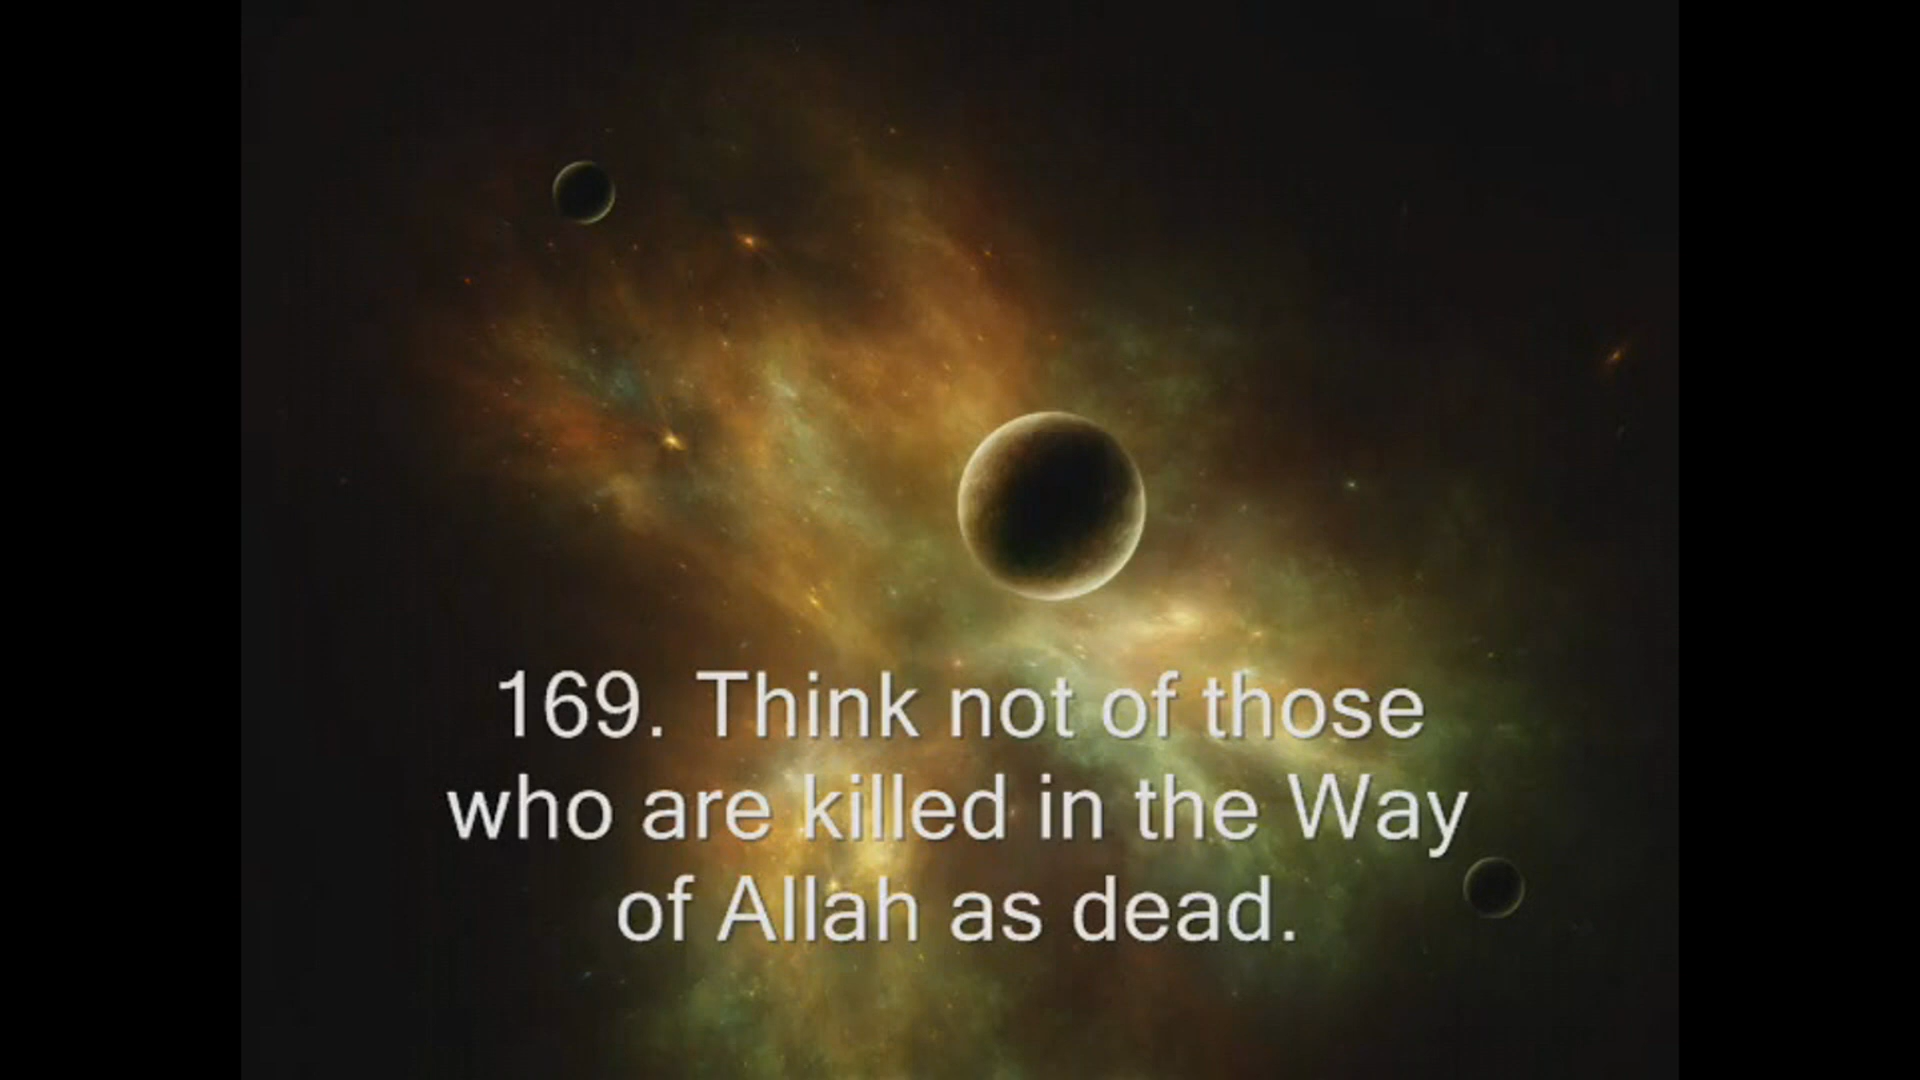 169. Think not of those
who are killed in the Way
of Allah as dead.